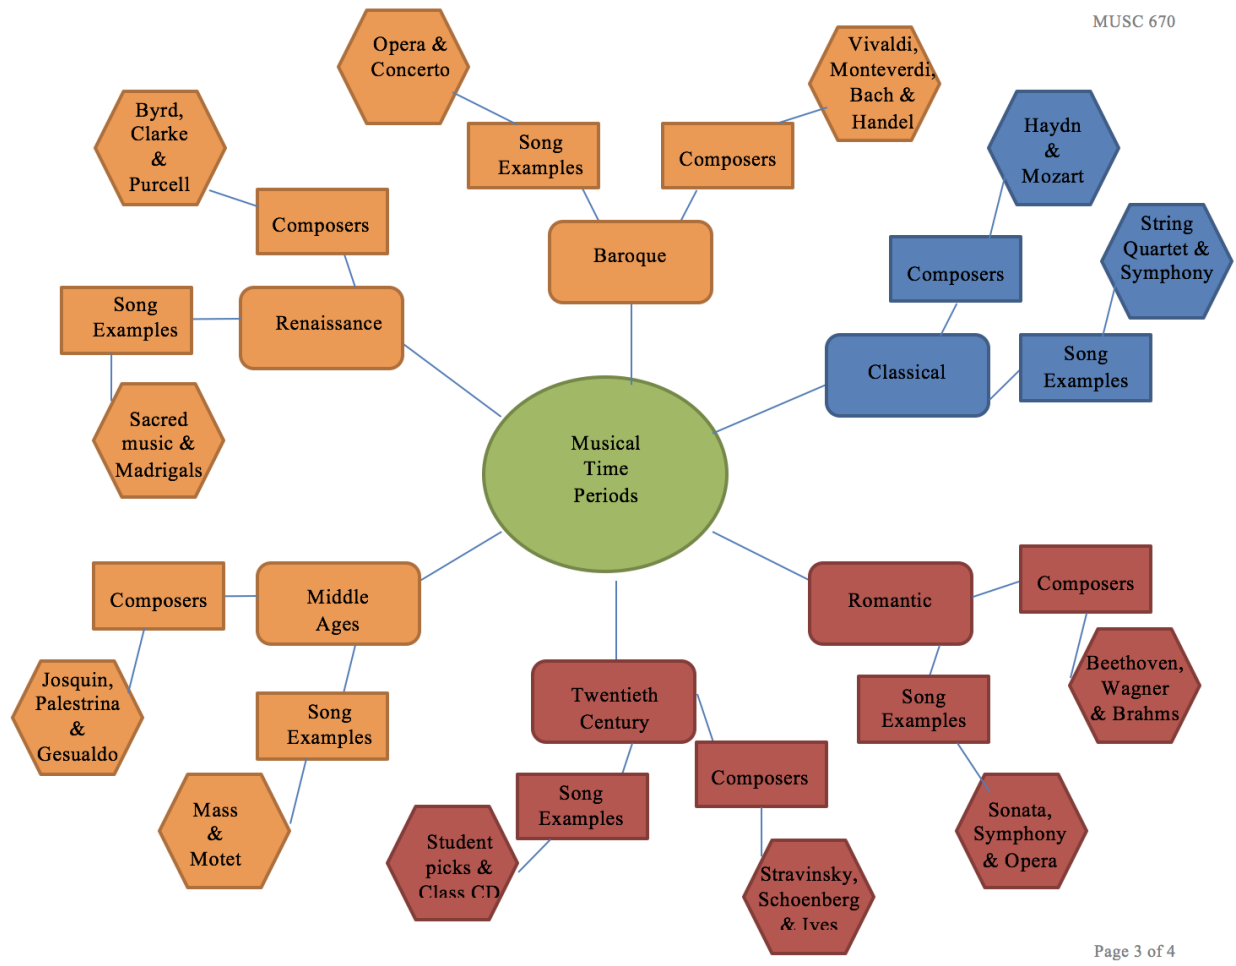 MUSC 670
Opera &
Concerto
Vivaldi,
Monteverdi,
Bach &
Handel
Byrd,
Clarke
&
Purcell
Haydn
&
Mozart
Song
Examples
Composers
Composers
String
Quartet &
Symphony
Baroque
Composers
Song
Examples
Renaissance
Classical
Song
Examples
Sacred
music &
Madrigals
Musical
Time
Periods
Composers
Middle
Ages
Romantic
Composers
Josquin,
Palestrina
&
Gesualdo
Song
Examples
Twentieth
Century
Song
Examples
Beethoven,
Wagner
& Brahms
Mass
&
Motet
Song
Examples
Composers
Student
picks &
Class CD
Stravinsky,
Schoenberg
& Ives
Sonata,
Symphony
& Opera
Page 3 of 4